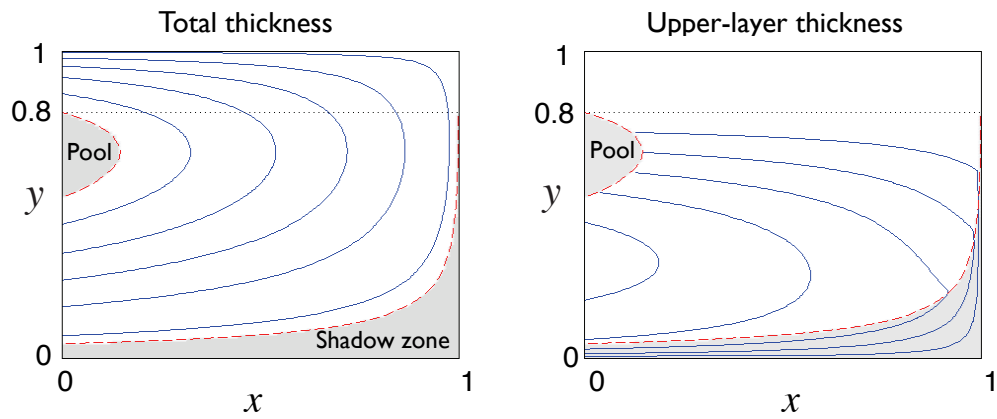 Total thickness
1
0.8
Pool
y
Shadow zone
0
0
1
x
Upper-layer thickness
1
0.8
Pool
y
0
0
1
x